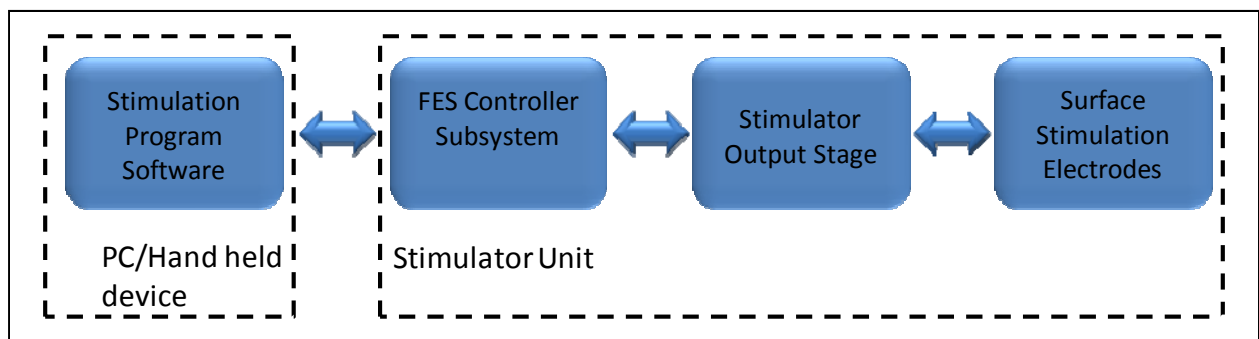 Stimulation
Program
Software
FES Controller
Subsystem
Stimulator
Output Stage
Surface
Stimulation
Electrodes
PC/Hand held
device
Stimulator Unit